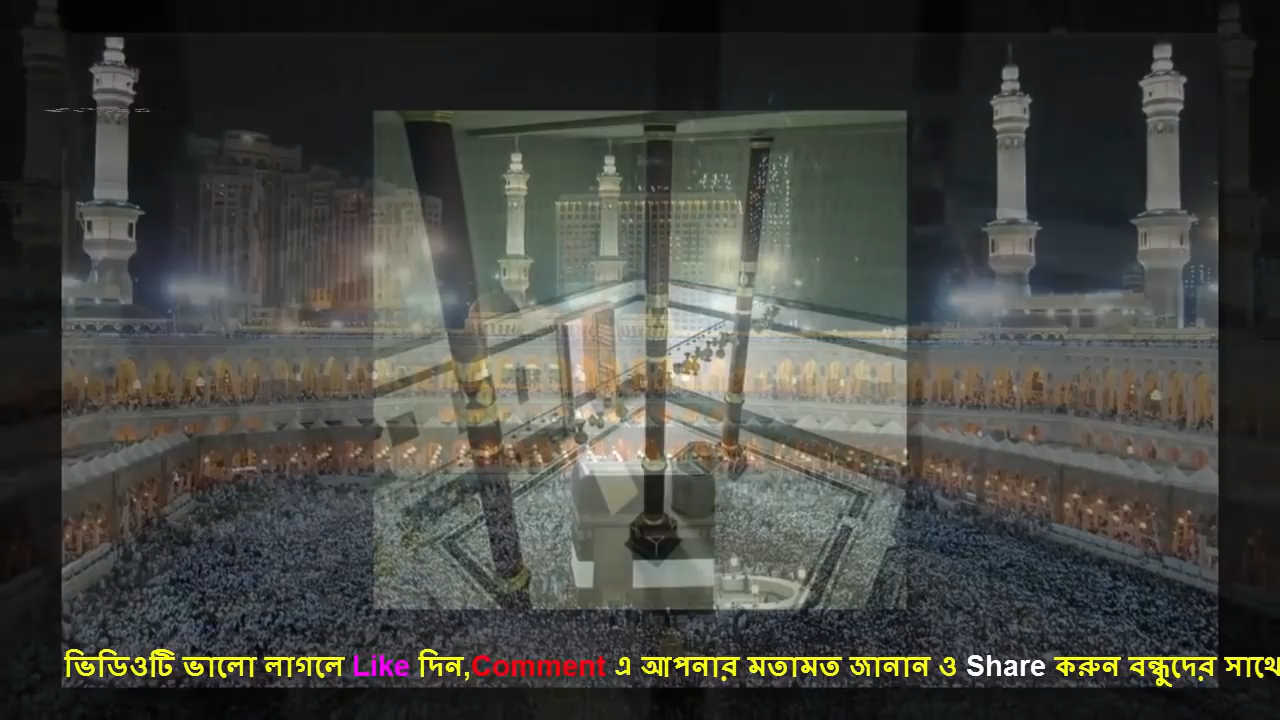 ভিডিওটি ভালো লাগলে Like দিন,Comment এ আপনার মতামত জানান ও Share করুন বন্ধুদের সাথে